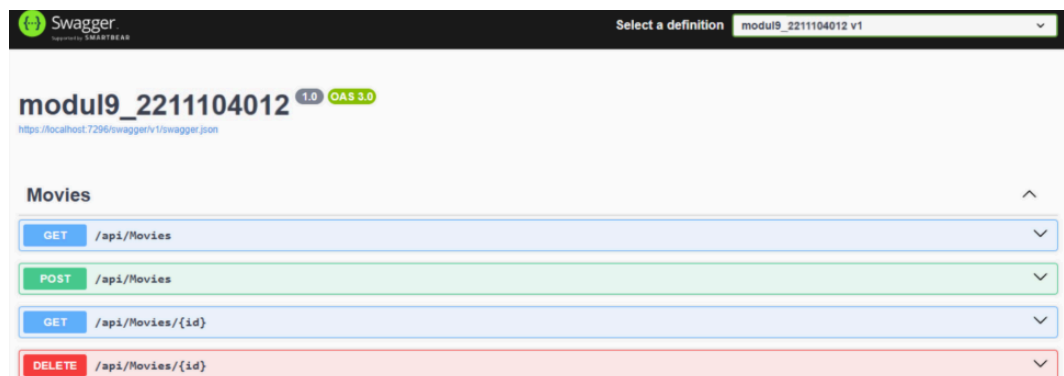 Swagger.
Supported by SMARTBEAR
Select a definition
modul9_2211104012 v1
modul9_2211104012 1.0 OAS 3.0
https://localhost:7296/swagger/v1/swagger.json
Movies
GET /api/Movies
POST /api/Movies
GET /api/Movies/{id}
DELETE /api/Movies/{id}